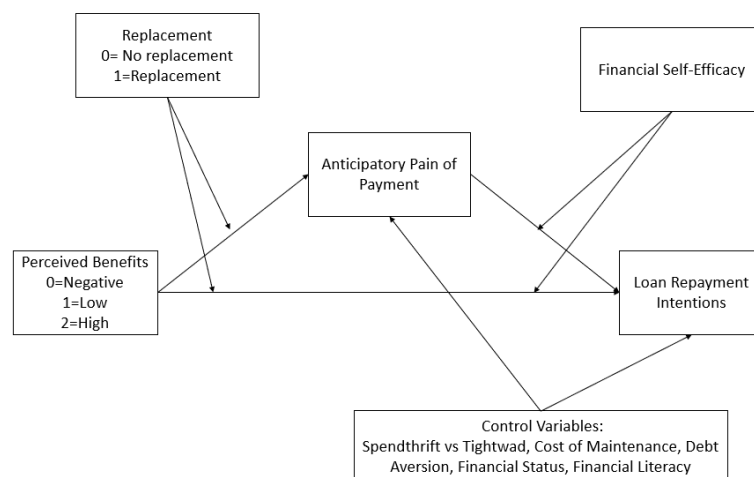 Replacement
0= No replacement
1=Replacement
Financial Self-Efficacy
Anticipatory Pain of
Payment
Perceived Benefits
0=Negative
1=Low
2=High
Loan Repayment
Intentions
Control Variables:
Spendthrift vs Tightwad, Cost of Maintenance, Debt
Aversion, Financial Status, Financial Literacy